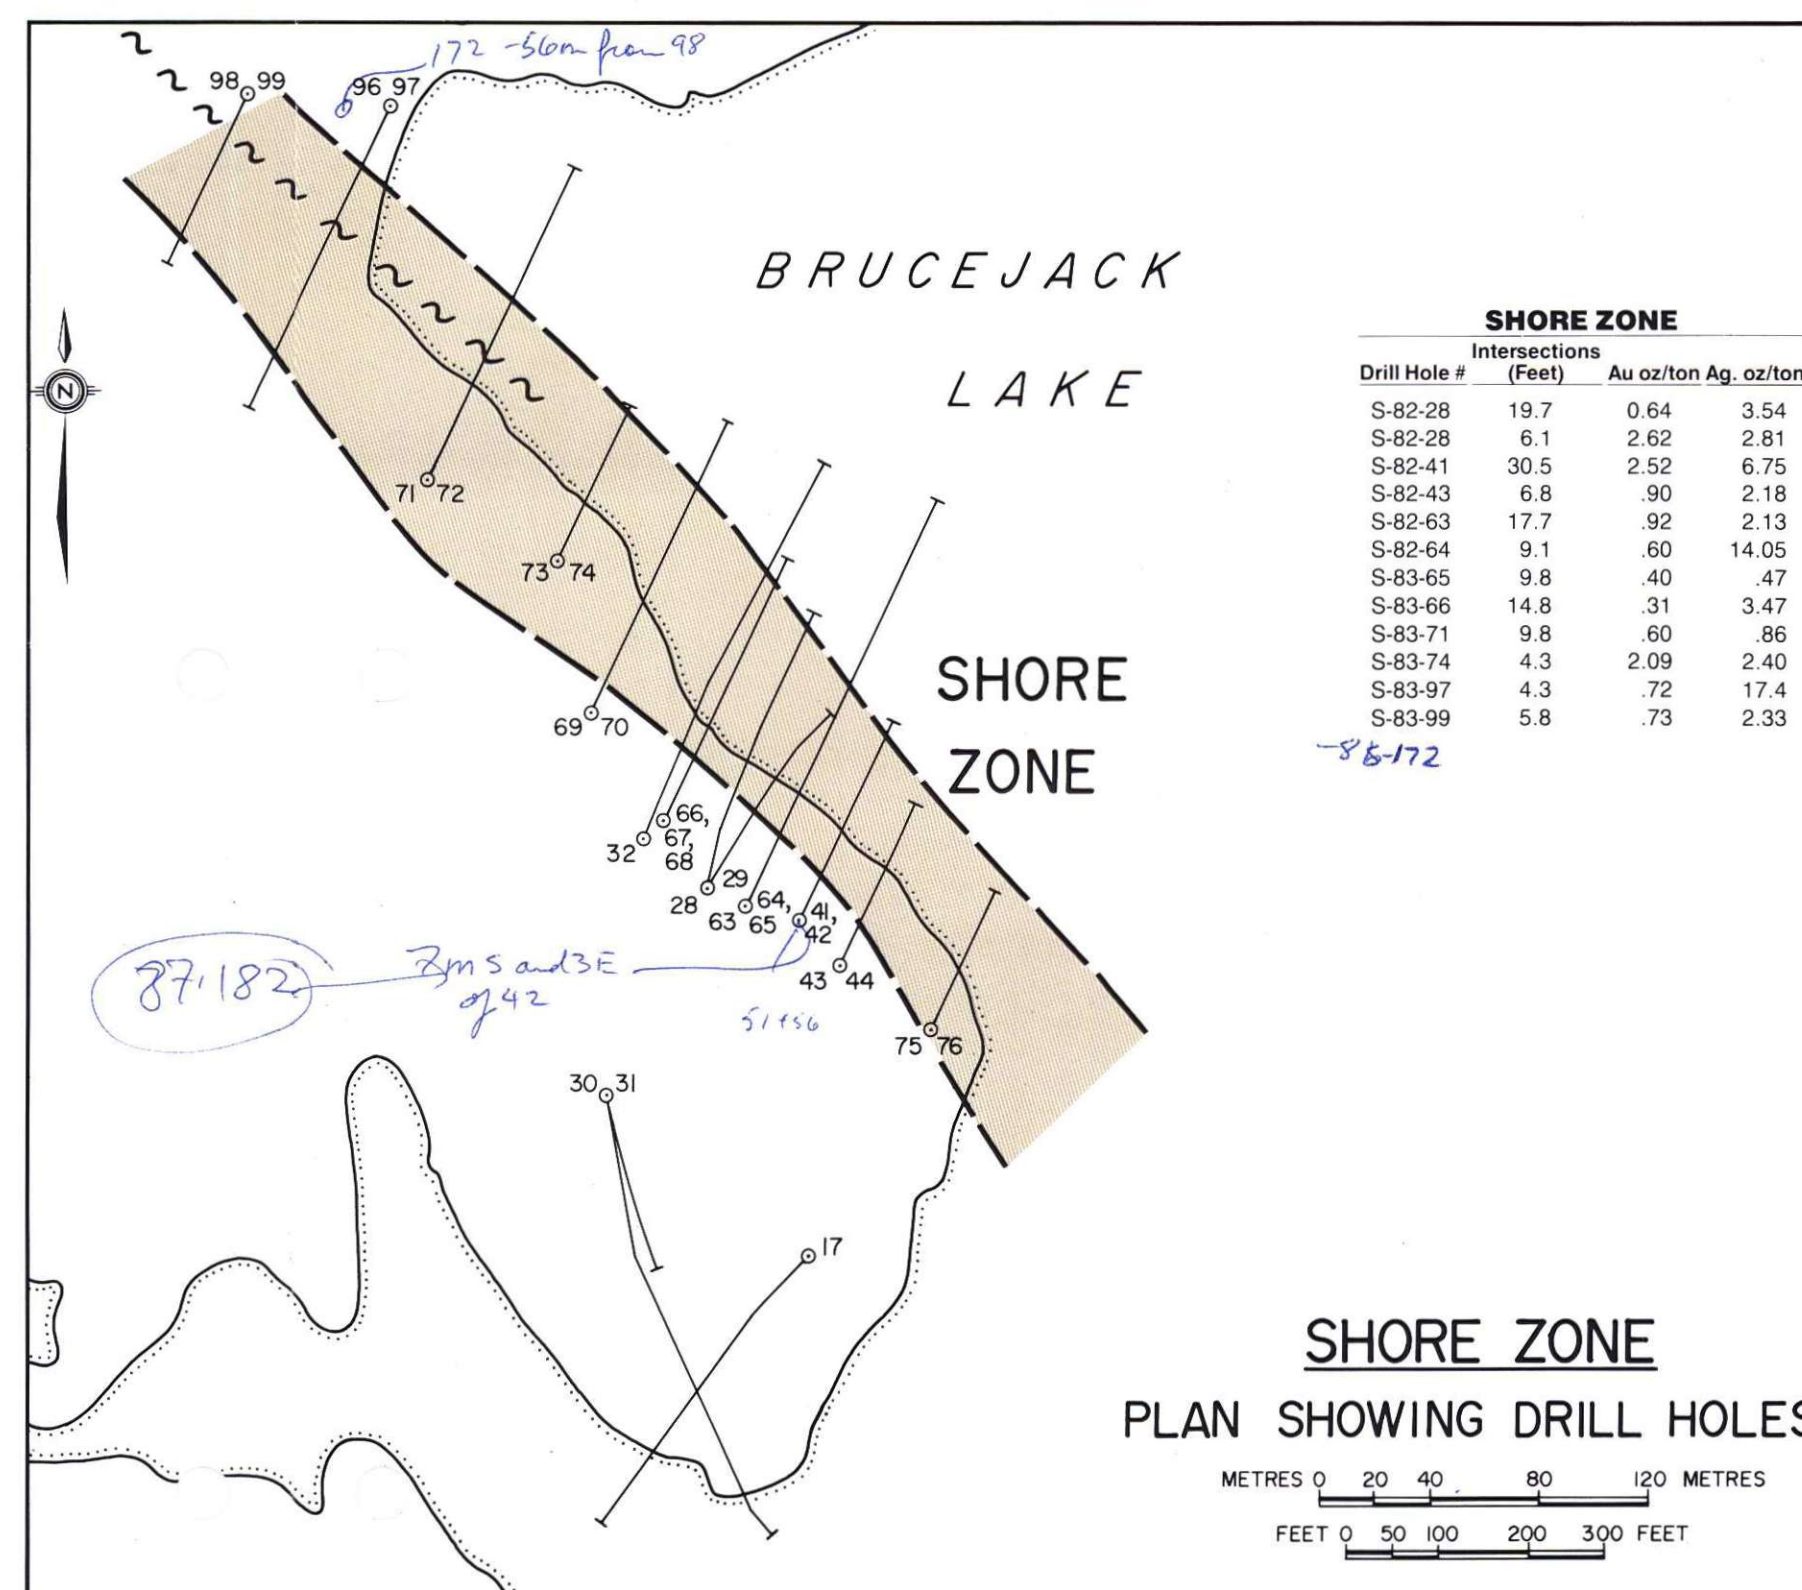 172 -56m from 98
98 99
96 97
BRUCEJACK
LAKE
N
SHORE ZONE
Intersections
Drill Hole # (Feet) Au oz/ton Ag. oz/ton
S-82-28 19.7 0.64 3.54
S-82-28 6.1 2.62 2.81
S-82-41 30.5 2.52 6.75
S-82-43 6.8 .90 2.18
S-82-63 17.7 .92 2.13
S-82-64 9.1 .60 14.05
S-83-65 9.8 .40 .47
S-83-66 14.8 .31 3.47
S-83-71 9.8 .60 .86
S-83-74 4.3 2.09 2.40
S-83-97 4.3 .72 17.4
S-83-99 5.8 .73 2.33
71 72
73 74
SHORE
ZONE
69 70
66,
67,
68
32
29
28
64,
63 65
41,
42
43 44
87-182
7m S and 3E
of 42
51+56
75 76
30 31
17
SHORE ZONE
PLAN SHOWING DRILL HOLES
METRES 0 20 40 80 120 METRES
FEET 0 50 100 200 300 FEET